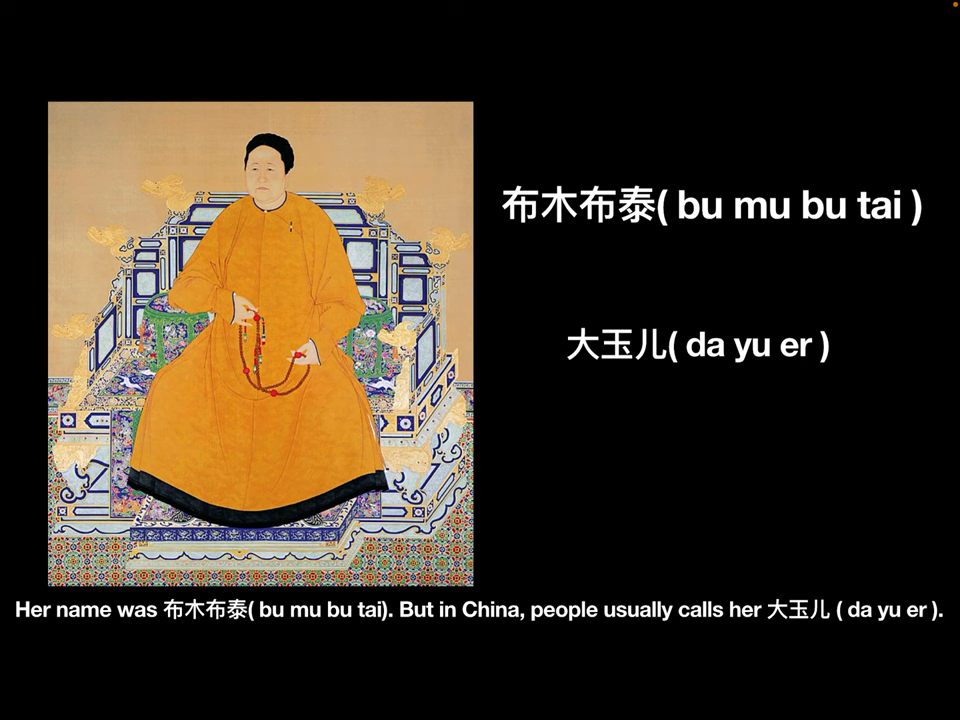 布木布泰( bu mu bu tai )
大玉儿( da yu er )
Her name was 布木布泰( bu mu bu tai). But in China, people usually calls her 大玉儿 ( da yu er ).